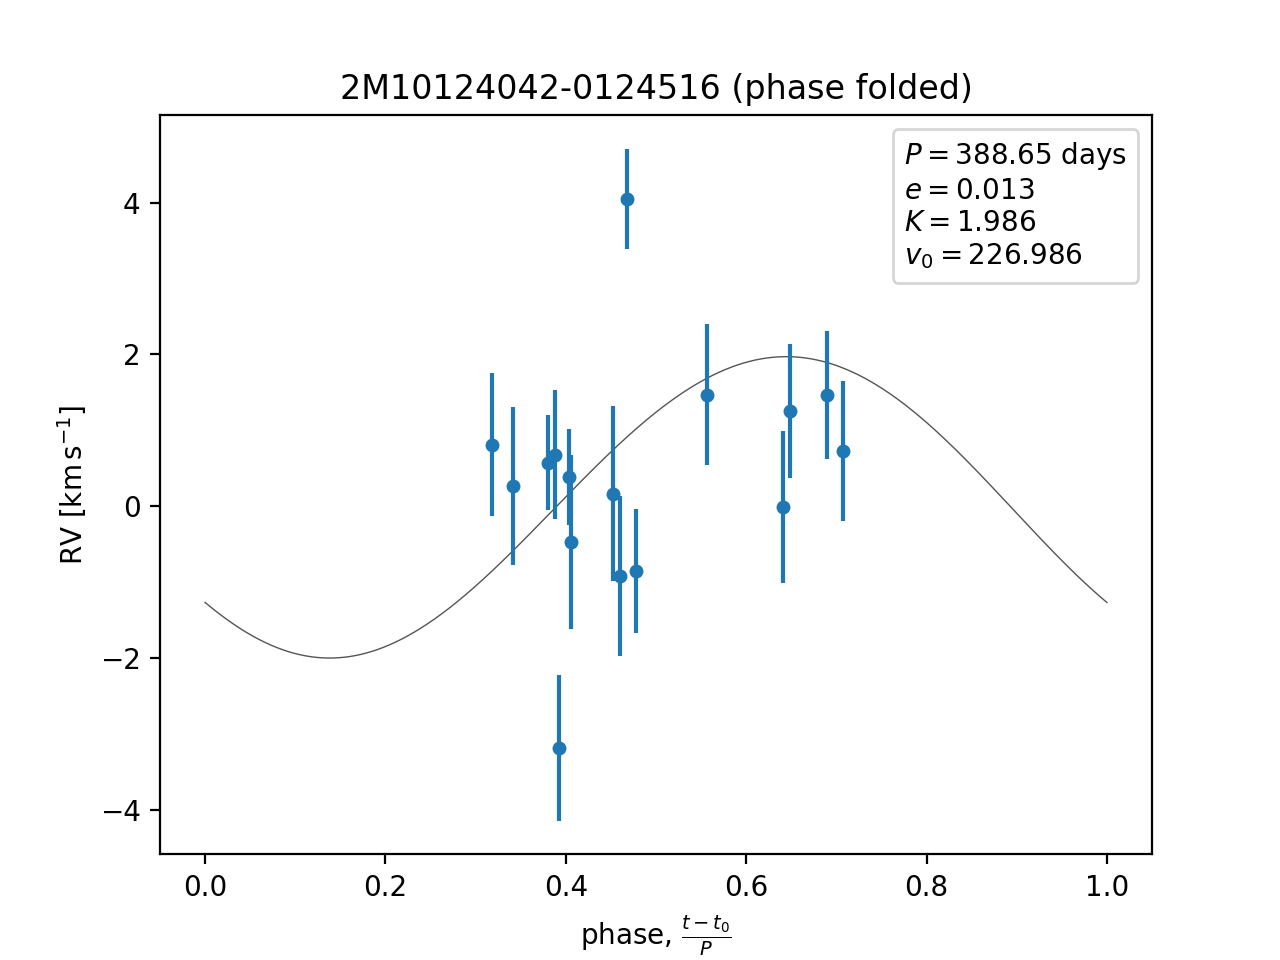 2M10124042-0124516 (phase folded)
P = 388.65 days
e = 0.013
K = 1.986
v₀ = 226.986
4
2
0
−2
−4
RV [km s⁻¹]
0.0 0.2 0.4 0.6 0.8 1.0
phase, (t − t₀)/P